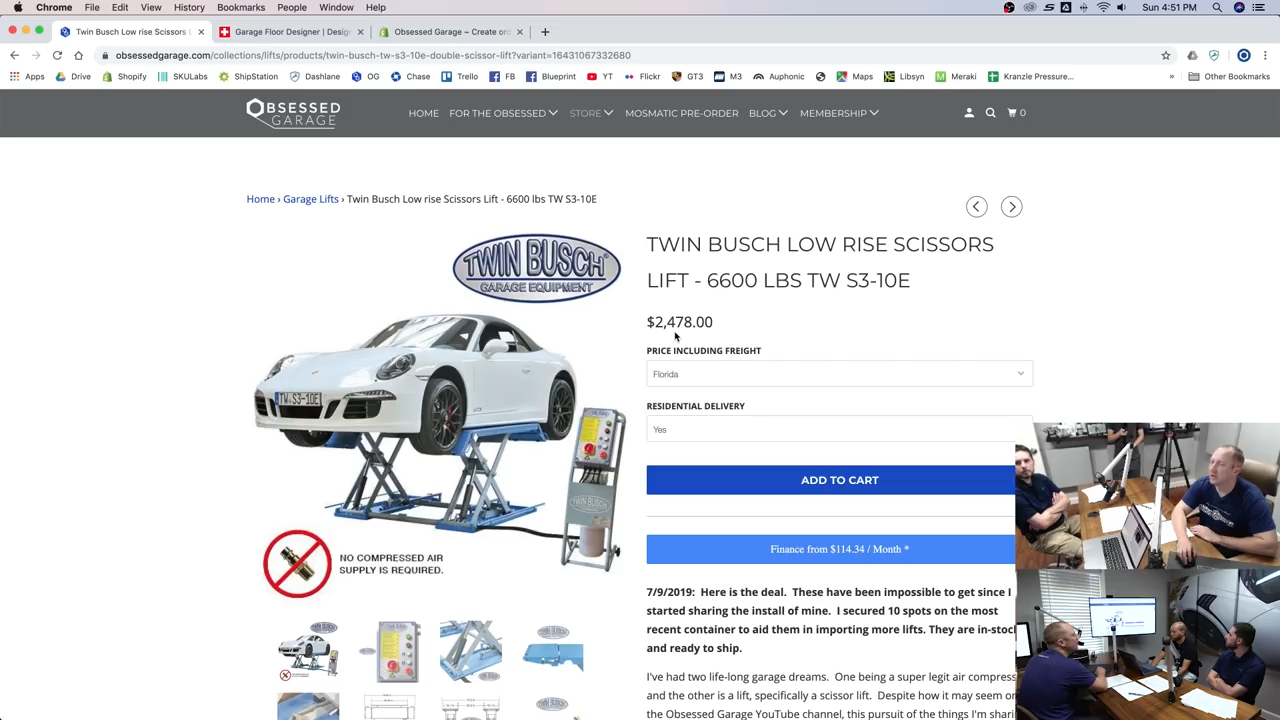 Chrome File Edit View History Bookmarks People Window Help
Sun 4:51 PM
Twin Busch Low rise Scissors L
Garage Floor Designer | Desig
Obsessed Garage ~ Create or
obsessedgarage.com/collections/lifts/products/twin-busch-tw-s3-10e-double-scissor-lift?variant=16431067332680
Apps Drive Shopify SKULabs ShipStation Dashlane OG Chase Trello FB Blueprint YT Flickr GT3 M3 Auphonic Maps Libsyn Meraki Kranzle Pressure... » Other Bookmarks
OBSESSED
GARAGE
HOME FOR THE OBSESSED STORE MOSMATIC PRE-ORDER BLOG MEMBERSHIP 0
Home › Garage Lifts › Twin Busch Low rise Scissors Lift - 6600 lbs TW S3-10E
TWIN BUSCH®
GARAGE EQUIPMENT
TW S3-10E
NO COMPRESSED AIR
SUPPLY IS REQUIRED.
TWIN BUSCH LOW RISE SCISSORS
LIFT - 6600 LBS TW S3-10E
$2,478.00
PRICE INCLUDING FREIGHT
Florida
RESIDENTIAL DELIVERY
Yes
ADD TO CART
Finance from $114.34 / Month *
7/9/2019: Here is the deal. These have been impossible to get since I
started sharing the install of mine. I secured 10 spots on the most
recent container to aid them in importing more lifts. They are in-stock
and ready to ship.
I've had two life-long garage dreams. One being a super legit air compress
and the other is a lift, specifically a scissor lift. Despite how it may seem on
the Obsessed Garage YouTube channel, this pursuit of the things I'm shari